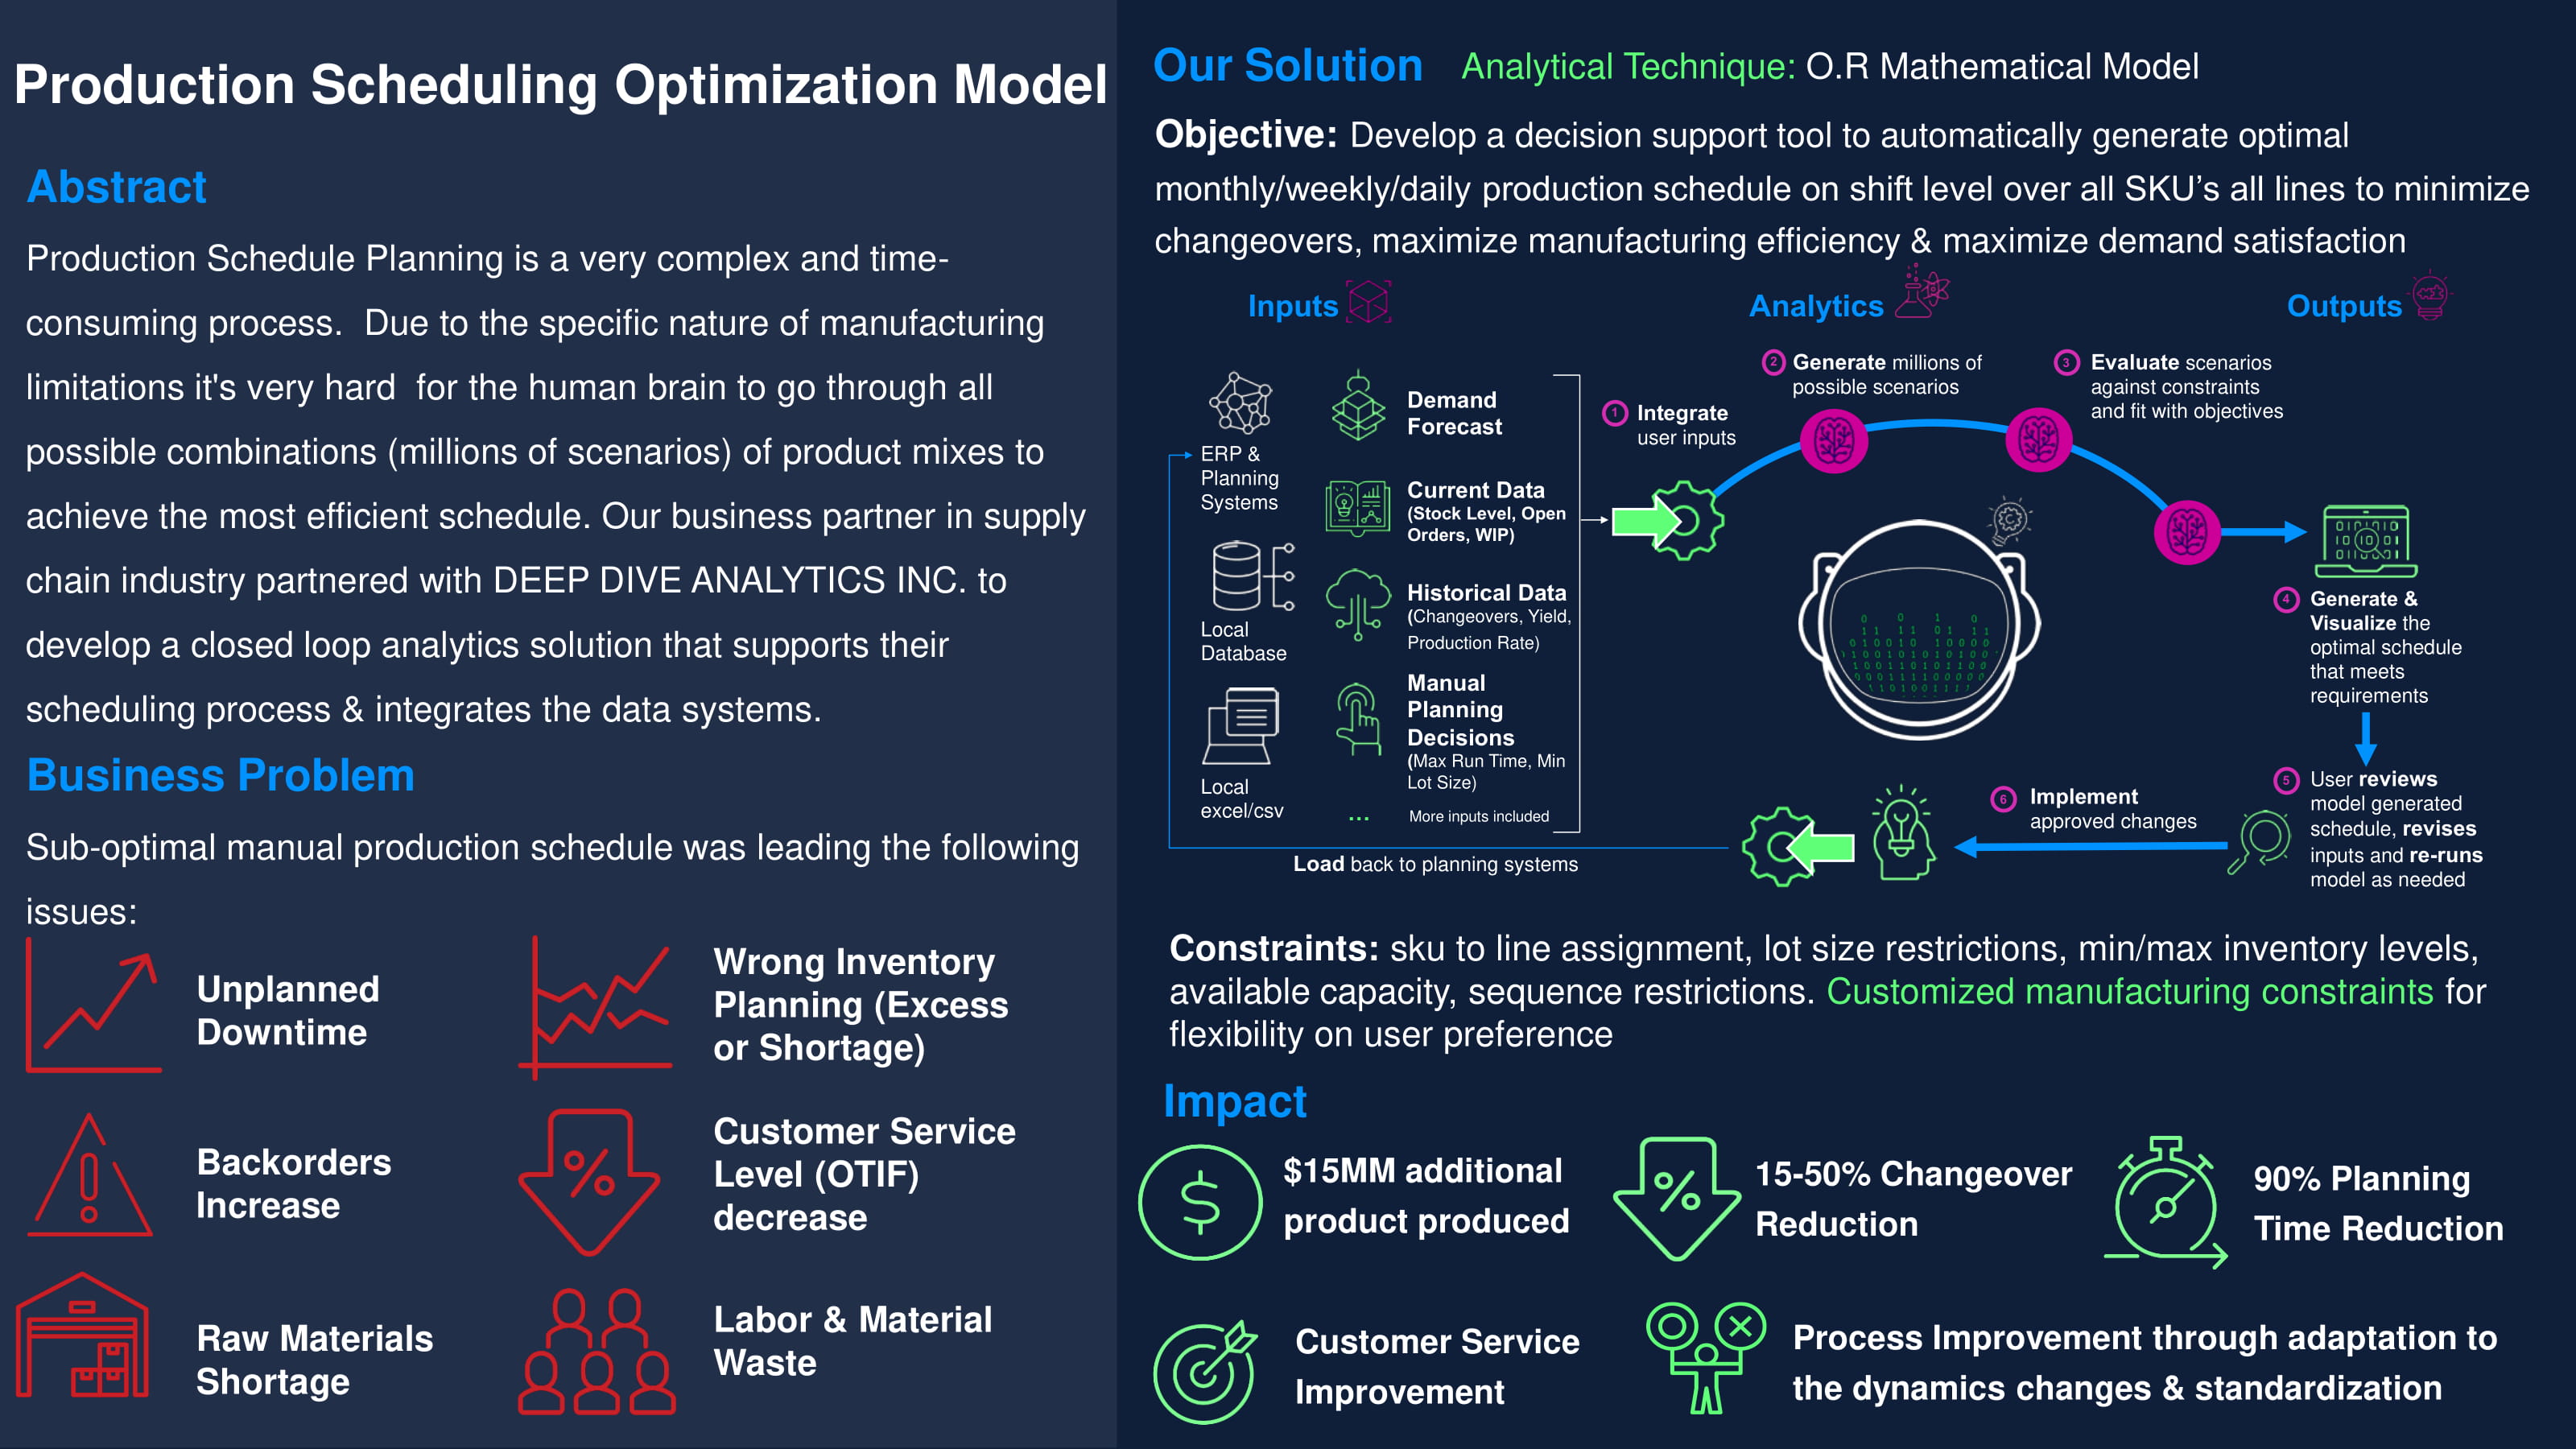 Production Scheduling Optimization Model
Abstract
Production Schedule Planning is a very complex and time-
consuming process.  Due to the specific nature of manufacturing
limitations it's very hard  for the human brain to go through all
possible combinations (millions of scenarios) of product mixes to
achieve the most efficient schedule. Our business partner in supply
chain industry partnered with DEEP DIVE ANALYTICS INC. to
develop a closed loop analytics solution that supports their
scheduling process & integrates the data systems.
Business Problem
Sub-optimal manual production schedule was leading the following
issues:
Unplanned
Downtime
Wrong Inventory
Planning (Excess
or Shortage)
Backorders
Increase
Customer Service
Level (OTIF)
decrease
Raw Materials
Shortage
Labor & Material
Waste
Our Solution Analytical Technique: O.R Mathematical Model
Objective: Develop a decision support tool to automatically generate optimal
monthly/weekly/daily production schedule on shift level over all SKU’s all lines to minimize
changeovers, maximize manufacturing efficiency & maximize demand satisfaction
Inputs
Analytics
Outputs
ERP &
Planning
Systems
Local
Database
Local
excel/csv
Demand
Forecast
Current Data
(Stock Level, Open
Orders, WIP)
Historical Data
(Changeovers, Yield,
Production Rate)
Manual
Planning
Decisions
(Max Run Time, Min
Lot Size)
... More inputs included
1 Integrate
user inputs
2 Generate millions of
possible scenarios
3 Evaluate scenarios
against constraints
and fit with objectives
4 Generate &
Visualize the
optimal schedule
that meets
requirements
5 User reviews
model generated
schedule, revises
inputs and re-runs
model as needed
6 Implement
approved changes
Load back to planning systems
Constraints: sku to line assignment, lot size restrictions, min/max inventory levels,
available capacity, sequence restrictions. Customized manufacturing constraints for
flexibility on user preference
Impact
$15MM additional
product produced
15-50% Changeover
Reduction
90% Planning
Time Reduction
Customer Service
Improvement
Process Improvement through adaptation to
the dynamics changes & standardization